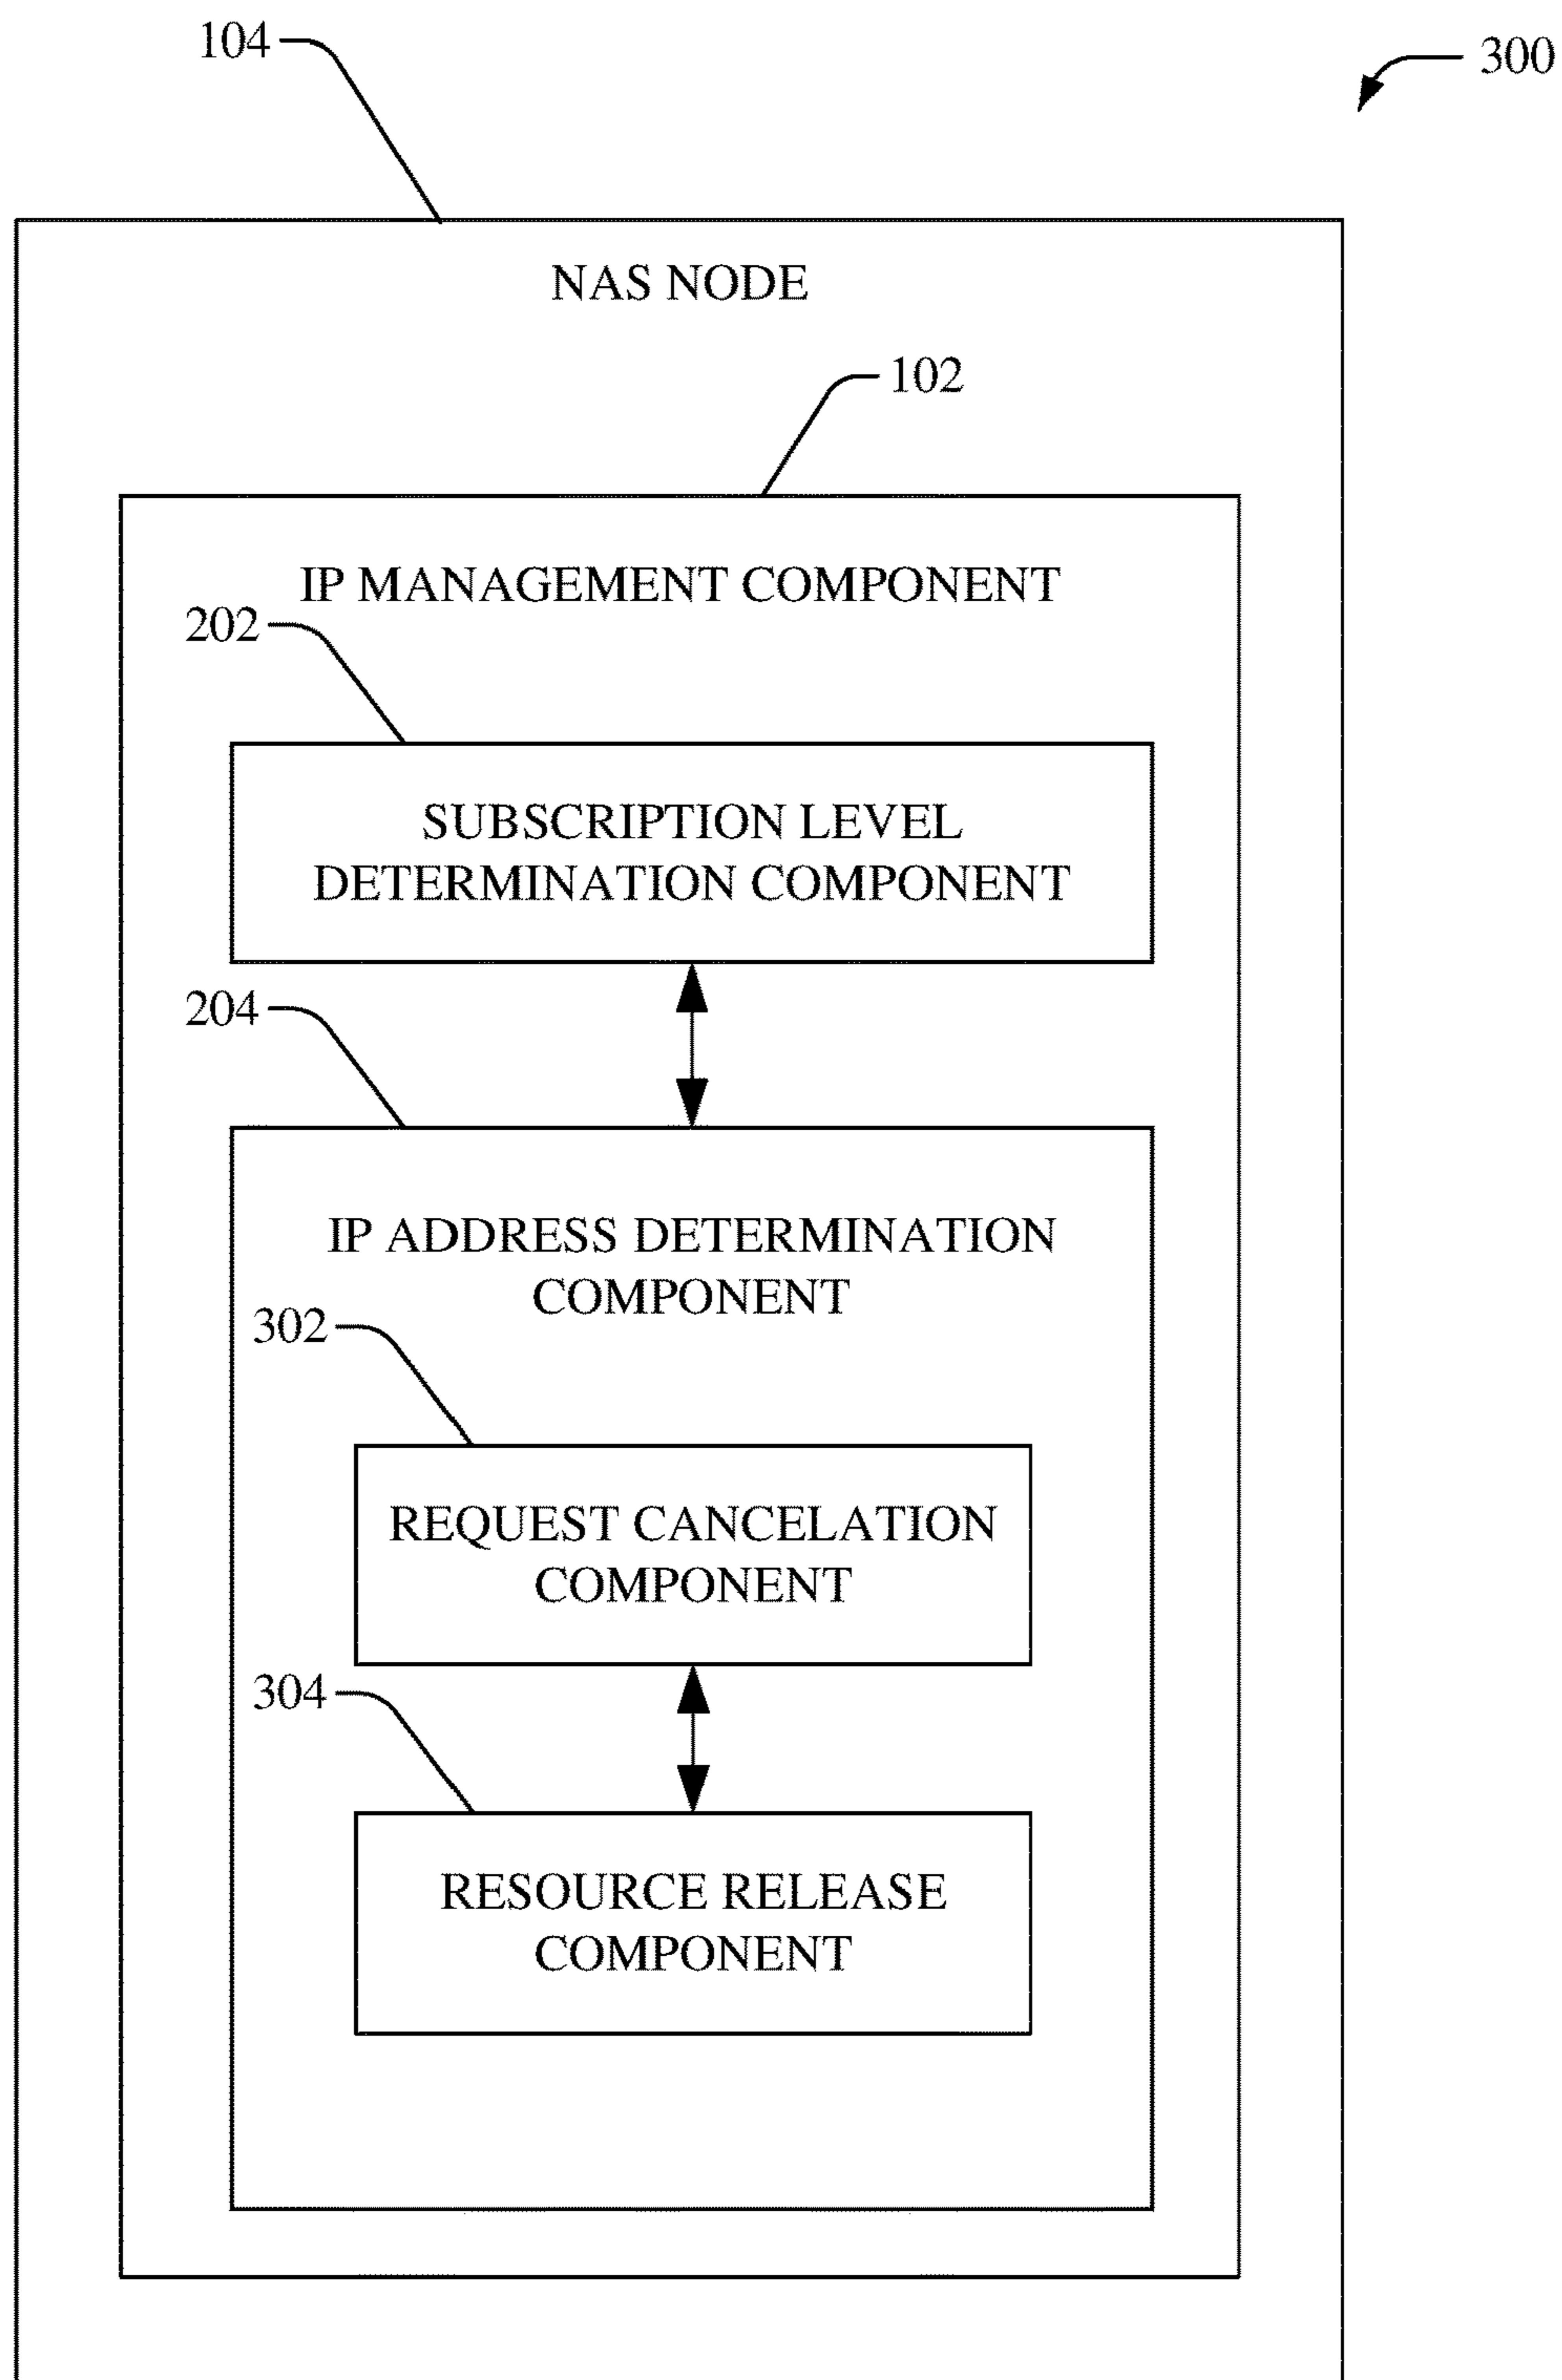 104
300
NAS NODE
102
IP MANAGEMENT COMPONENT
202
SUBSCRIPTION LEVEL
DETERMINATION COMPONENT
204
IP ADDRESS DETERMINATION
COMPONENT
302
REQUEST CANCELATION
COMPONENT
304
RESOURCE RELEASE
COMPONENT